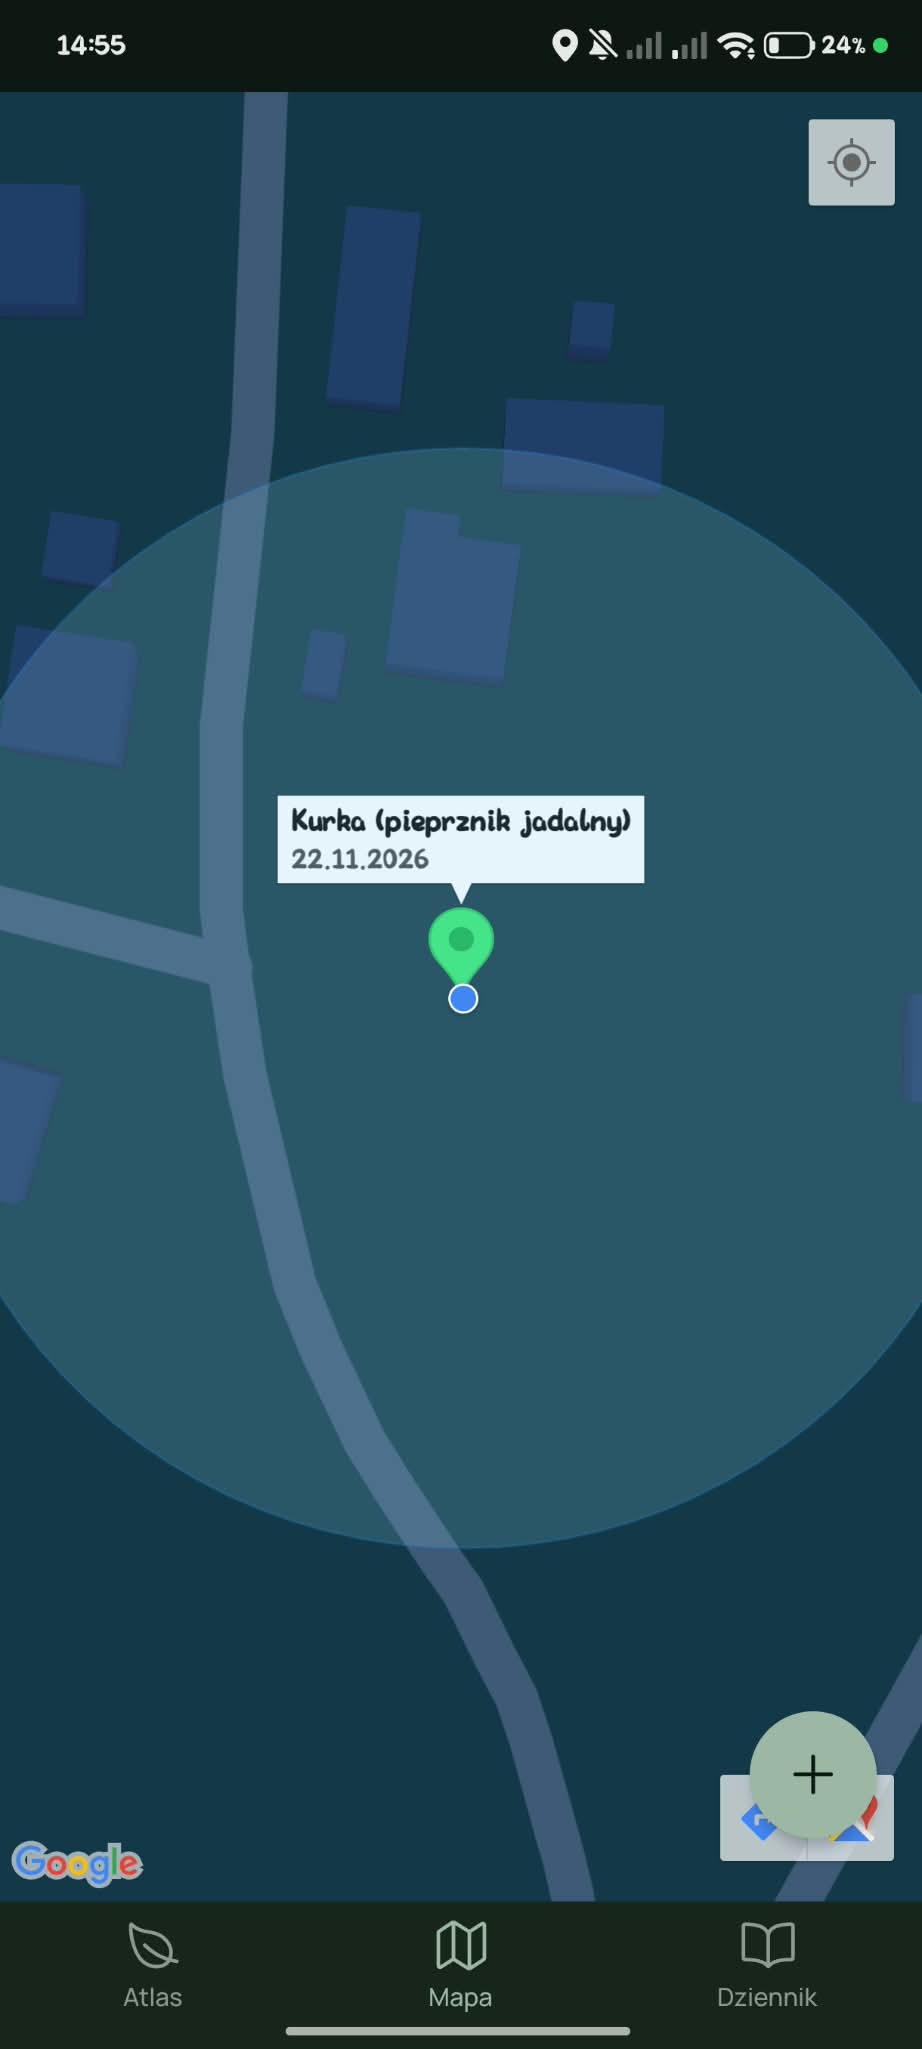 14:55
24%
Kurka (pieprznik jadalny)
22.11.2026
Google
Atlas
Mapa
Dziennik